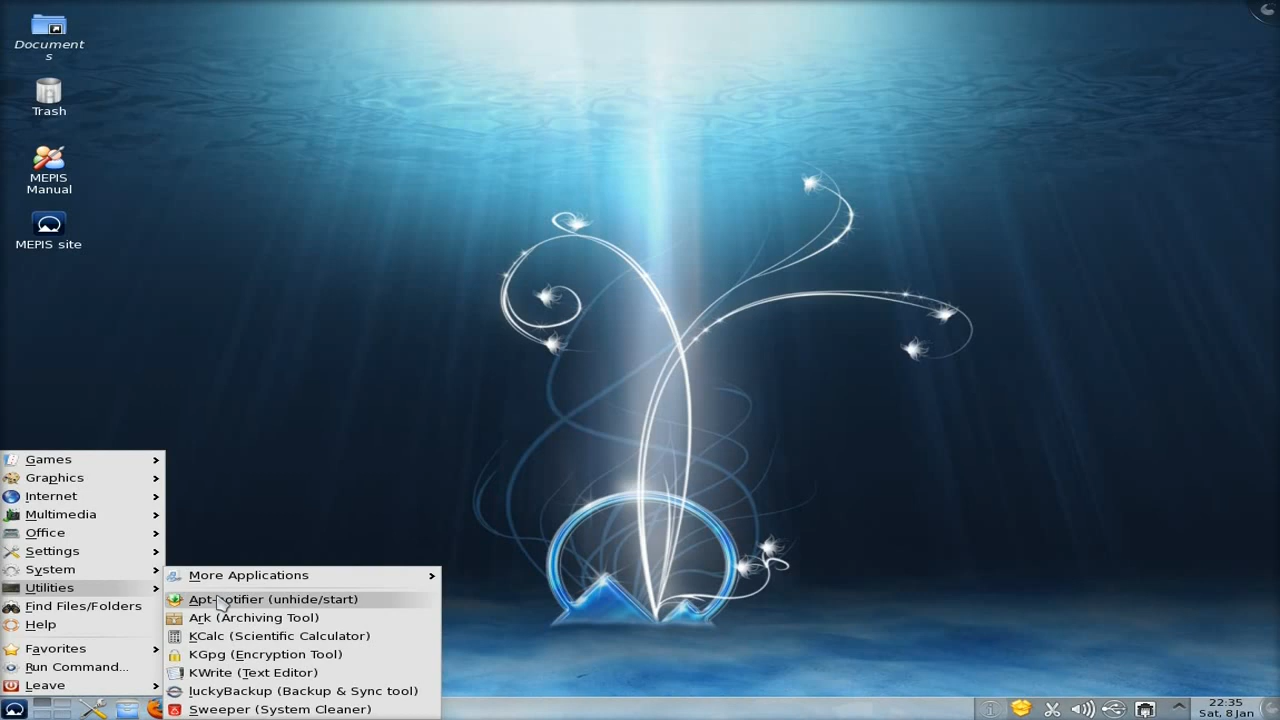 Document
s
Trash
MEPIS
Manual
MEPIS site
Games
Graphics
Internet
Multimedia
Office
Settings
System
Utilities
Find Files/Folders
Help
Favorites
Run Command...
Leave
More Applications
Apt-notifier (unhide/start)
Ark (Archiving Tool)
KCalc (Scientific Calculator)
KGpg (Encryption Tool)
KWrite (Text Editor)
luckyBackup (Backup & Sync tool)
Sweeper (System Cleaner)
22:35
Sat, 8 Jan